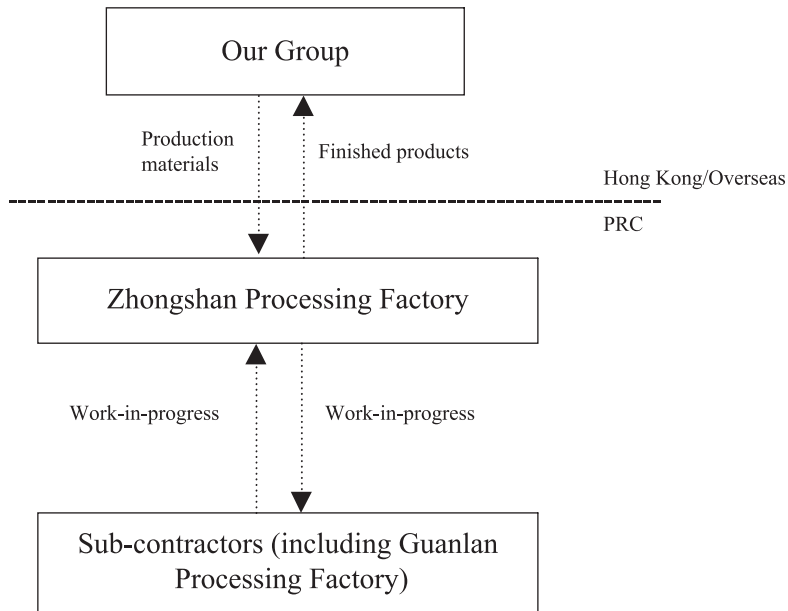 Our Group
Production
materials
Finished products
Hong Kong/Overseas
PRC
Zhongshan Processing Factory
Work-in-progress
Work-in-progress
Sub-contractors (including Guanlan
Processing Factory)